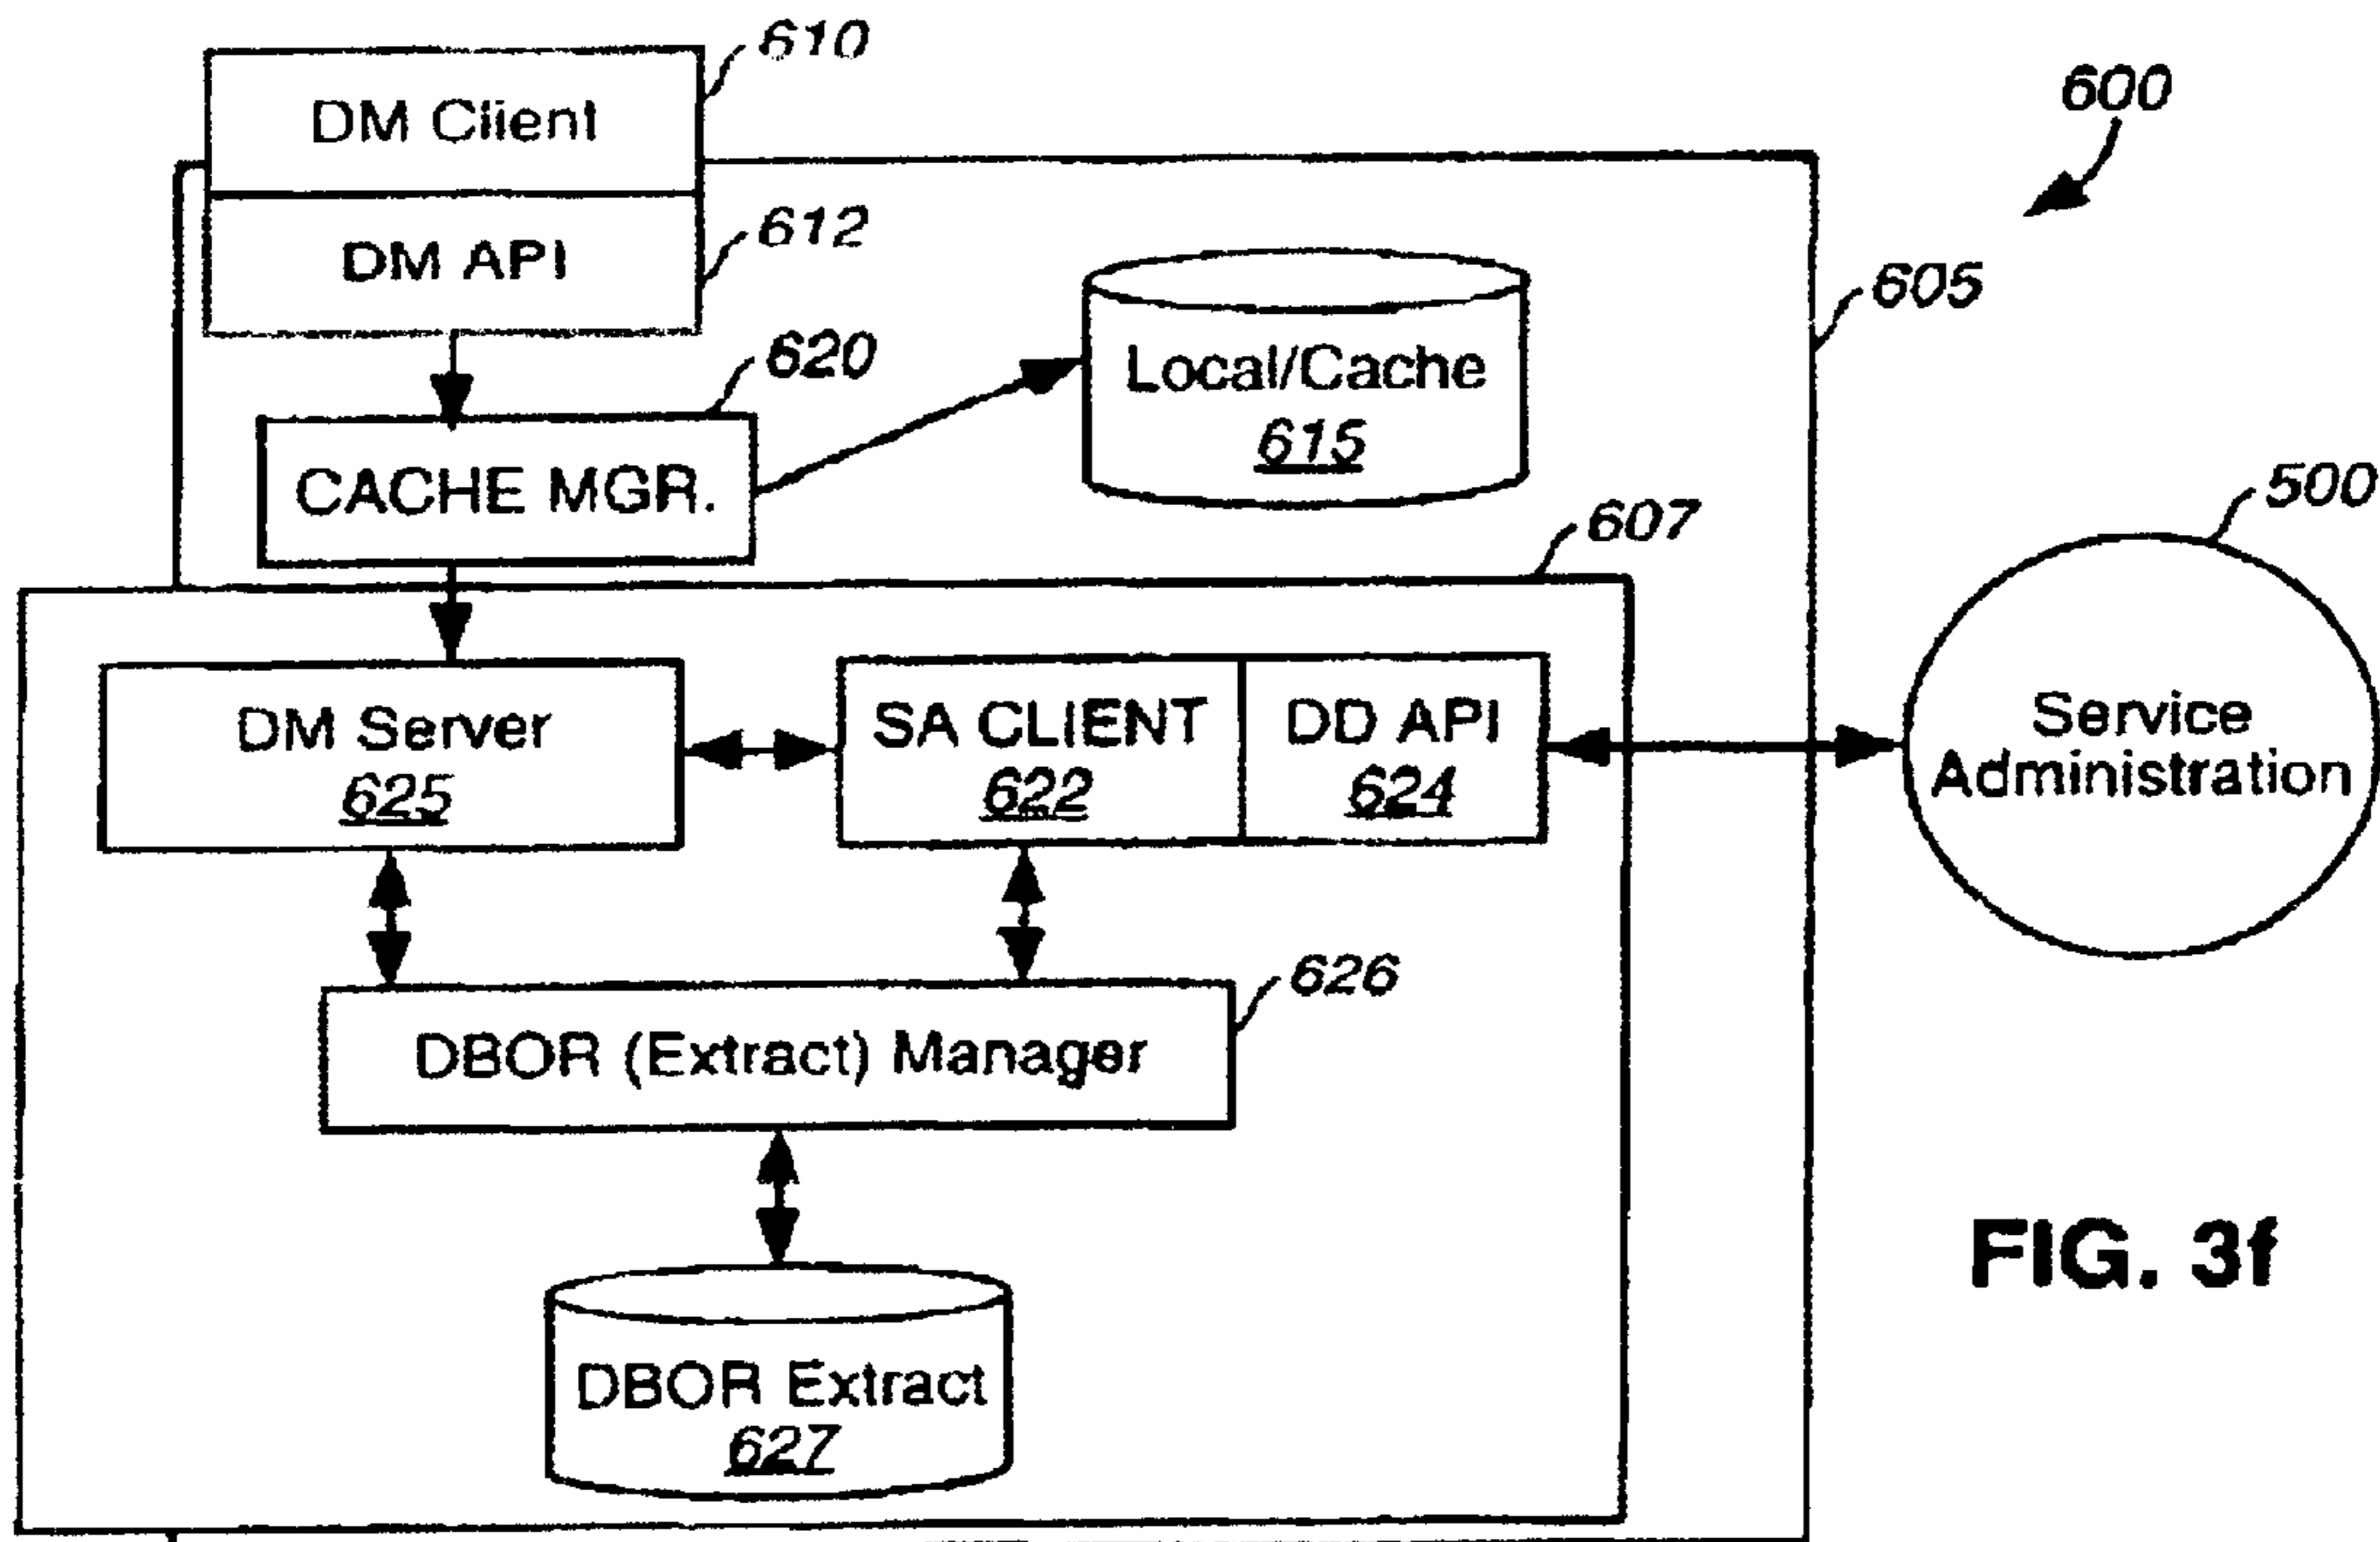 610
DM Client
600
612
DM API
605
620
Local/Cache
615
CACHE MGR.
500
607
DM Server
625
SA CLIENT
622
DD API
624
Service
Administration
626
DBOR (Extract) Manager
FIG. 3f
DBOR Extract
627